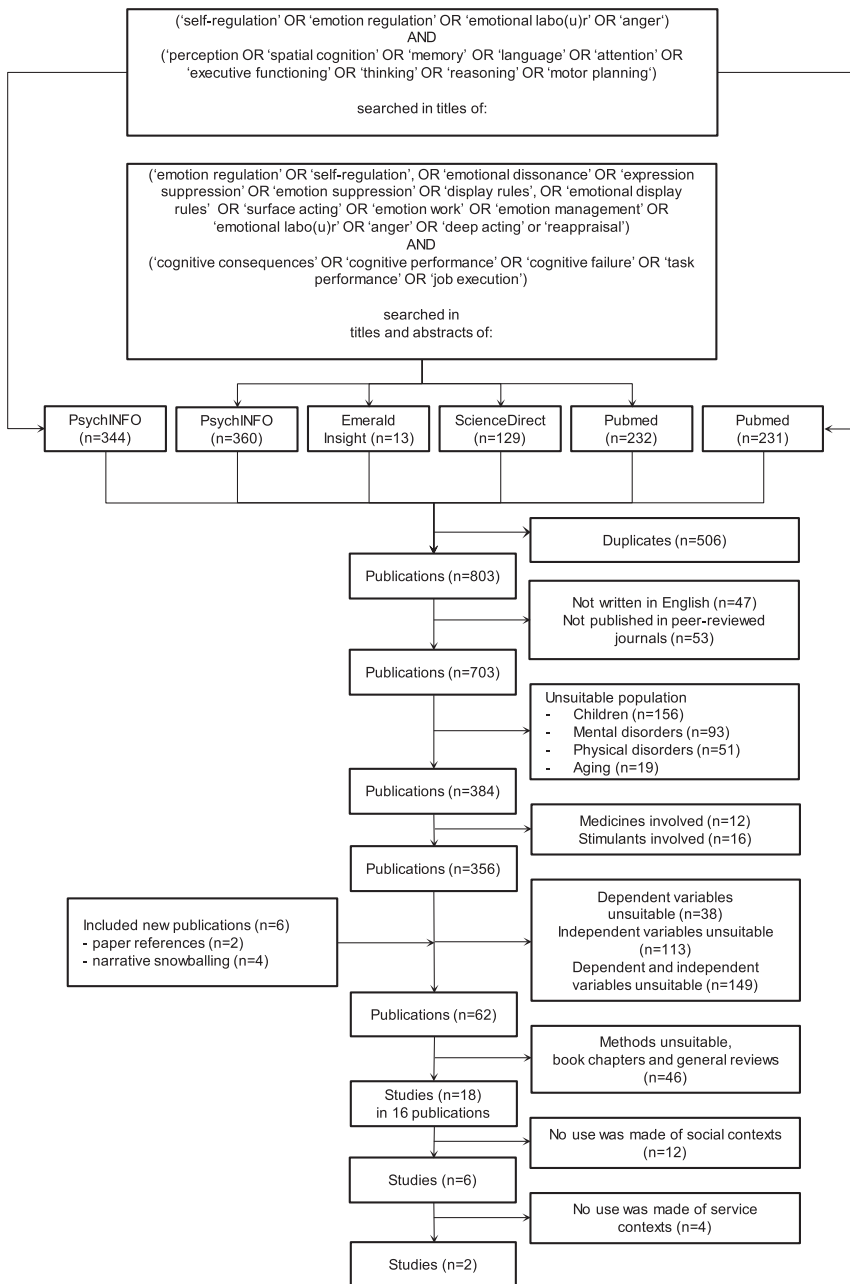 (‘self-regulation’ OR ‘emotion regulation’ OR ‘emotional labo(u)r’ OR ‘anger‘)
AND
(‘perception OR ‘spatial cognition’ OR ‘memory’ OR ‘language’ OR ‘attention’ OR
‘executive functioning’ OR ‘thinking’ OR ‘reasoning’ OR ‘motor planning‘)
searched in titles of:
(‘emotion regulation’ OR ‘self-regulation’, OR ‘emotional dissonance’ OR ‘expression
suppression’ OR ‘emotion suppression’ OR ‘display rules’, OR ‘emotional display
rules’ OR ‘surface acting’ OR ‘emotion work’ OR ‘emotion management’ OR
‘emotional labo(u)r’ OR ‘anger’ OR ‘deep acting’ or ‘reappraisal’)
AND
(‘cognitive consequences’ OR ‘cognitive performance’ OR ‘cognitive failure’ OR ‘task
performance’ OR ‘job execution’)
searched in
titles and abstracts of:
PsychINFO
(n=344)
PsychINFO
(n=360)
Emerald
Insight (n=13)
ScienceDirect
(n=129)
Pubmed
(n=232)
Pubmed
(n=231)
Duplicates (n=506)
Publications (n=803)
Not written in English (n=47)
Not published in peer-reviewed
journals (n=53)
Publications (n=703)
Unsuitable population
- Children (n=156)
- Mental disorders (n=93)
- Physical disorders (n=51)
- Aging (n=19)
Publications (n=384)
Medicines involved (n=12)
Stimulants involved (n=16)
Publications (n=356)
Included new publications (n=6)
- paper references (n=2)
- narrative snowballing (n=4)
Dependent variables
unsuitable (n=38)
Independent variables unsuitable
(n=113)
Dependent and independent
variables unsuitable (n=149)
Publications (n=62)
Methods unsuitable,
book chapters and general reviews
(n=46)
Studies (n=18)
in 16 publications
No use was made of social contexts
(n=12)
Studies (n=6)
No use was made of service
contexts (n=4)
Studies (n=2)